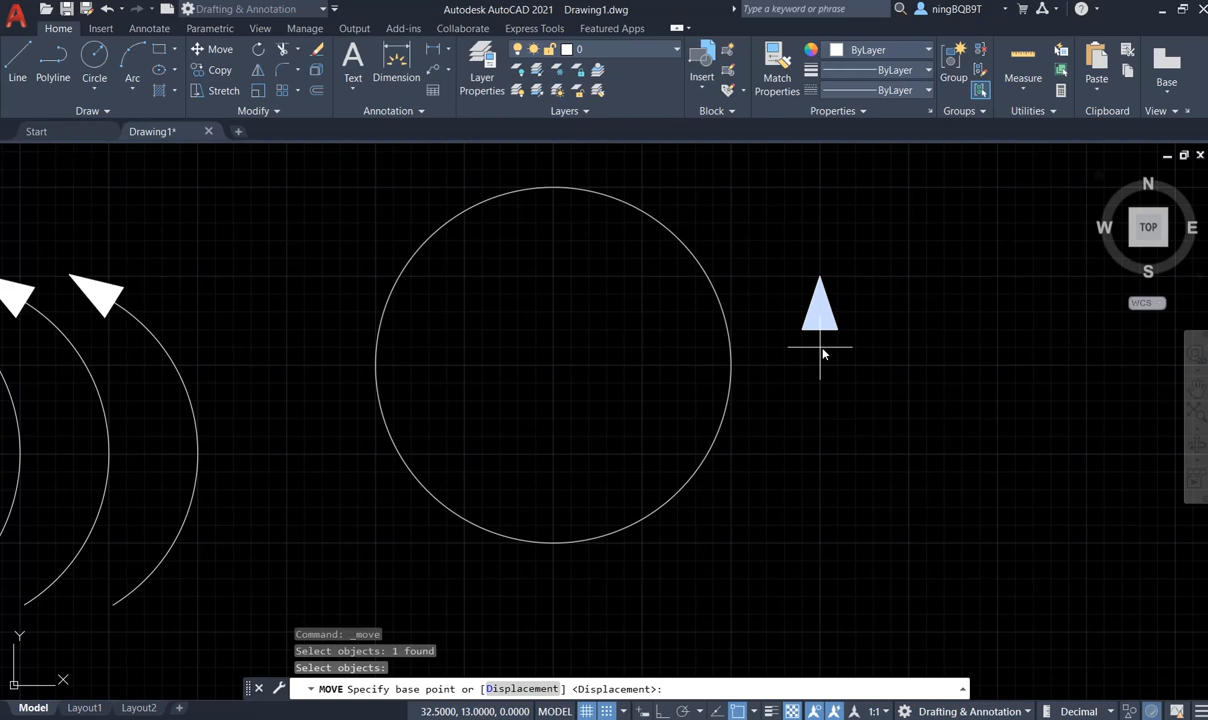 Drafting & Annotation
Autodesk AutoCAD 2021 Drawing1.dwg
Type a keyword or phrase
ningBQB9T
Home Insert Annotate Parametric View Manage Output Add-ins Collaborate Express Tools Featured Apps
Line Polyline Circle Arc
Move
Copy
Stretch
Text Dimension
Layer Properties
0
Insert
Match Properties
ByLayer
ByLayer
ByLayer
Group
Measure
Paste
Base
Draw Modify Annotation Layers Block Properties Groups Utilities Clipboard View
Start Drawing1*
N
W TOP E
S
WCS
Y
X
Command: _move
Select objects: 1 found
Select objects:
MOVE Specify base point or [Displacement] <Displacement>:
Model Layout1 Layout2
32.5000, 13.0000, 0.0000 MODEL
1:1
Drafting & Annotation
Decimal